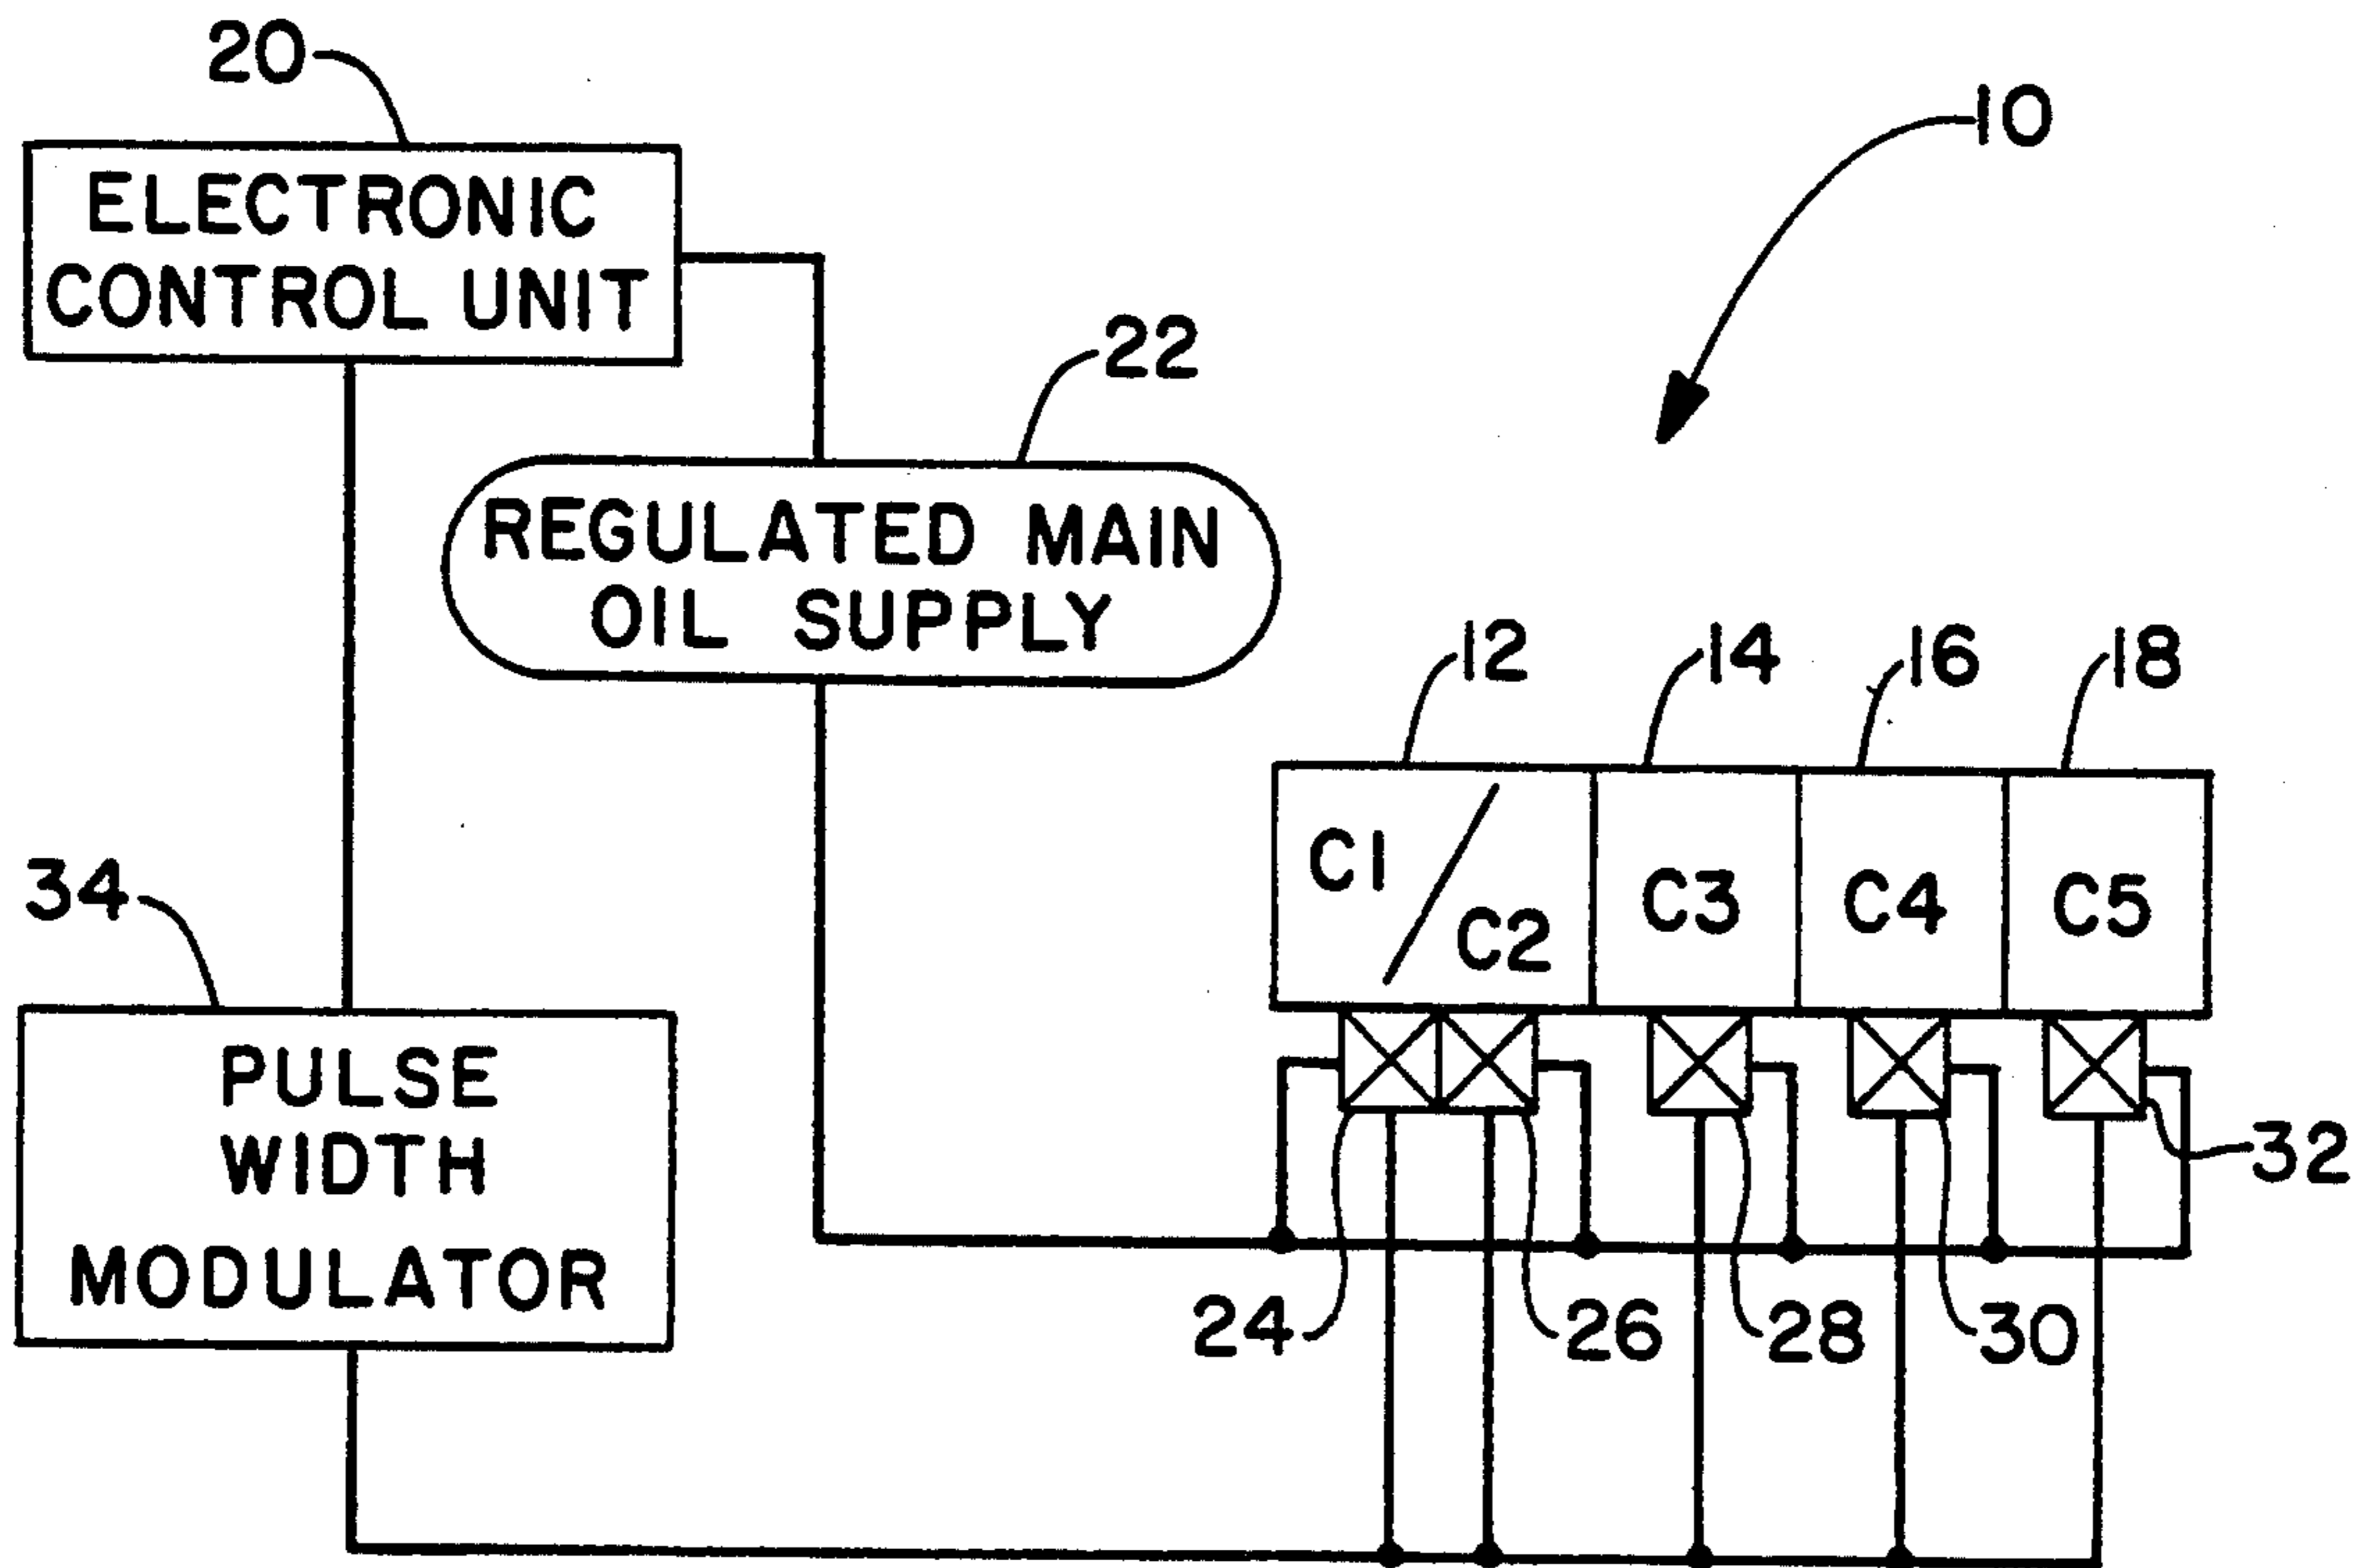 20
10
ELECTRONIC
CONTROL UNIT
22
REGULATED MAIN
OIL SUPPLY
12
14
16
18
C1
C2
C3
C4
C5
34
PULSE
WIDTH
MODULATOR
32
24
26
28
30